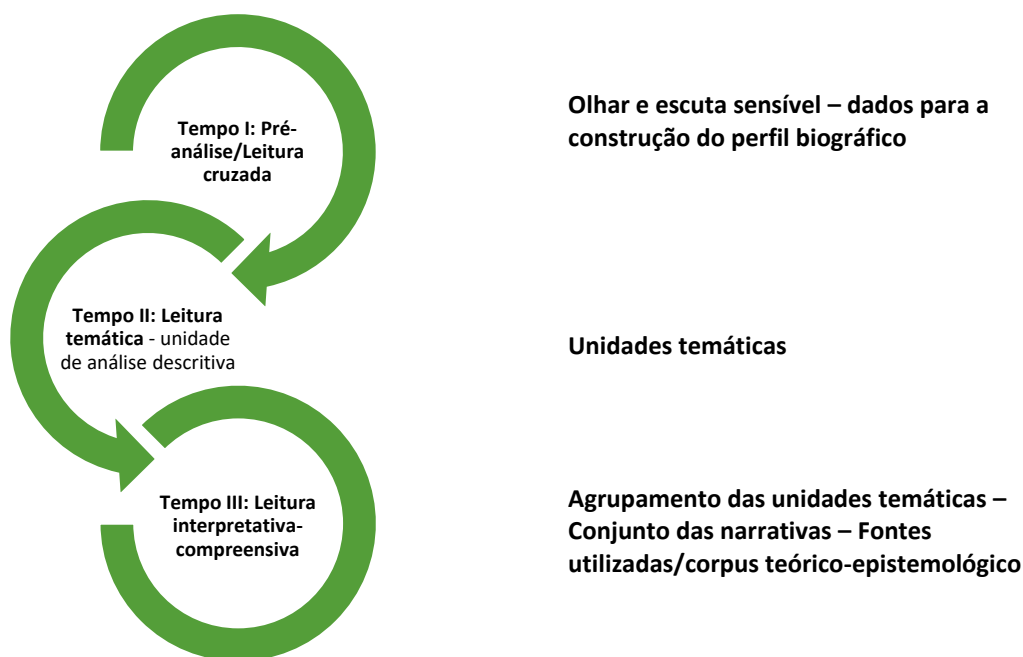 Tempo I: Pré-
análise/Leitura
cruzada
Olhar e escuta sensível – dados para a
construção do perfil biográfico
Tempo II: Leitura
temática - unidade
de análise descritiva
Unidades temáticas
Tempo III: Leitura
interpretativa-
compreensiva
Agrupamento das unidades temáticas –
Conjunto das narrativas – Fontes
utilizadas/corpus teórico-epistemológico